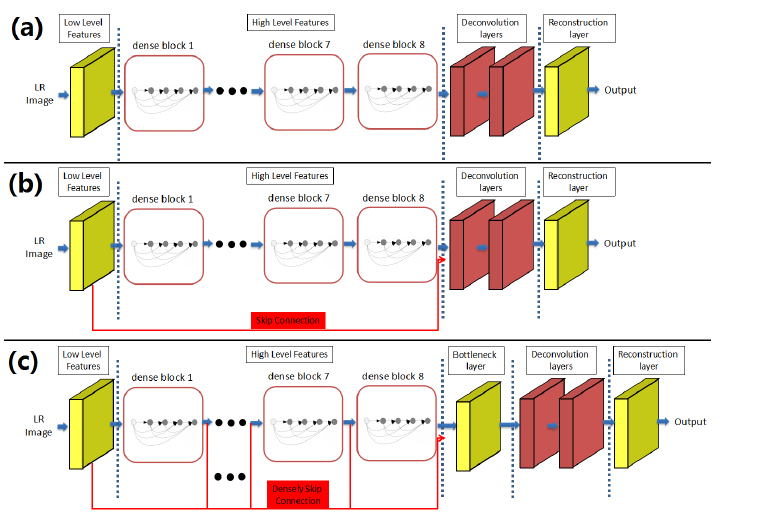 (a)
Low Level
Features
High Level Features
Deconvolution
layers
Reconstruction
layer
dense block 1
dense block 7
dense block 8
LR
Image
Output
(b)
Low Level
Features
High Level Features
Deconvolution
layers
Reconstruction
layer
dense block 1
dense block 7
dense block 8
LR
Image
Output
Skip Connection
(c)
Low Level
Features
High Level Features
Bottleneck
layer
Deconvolution
layers
Reconstruction
layer
dense block 1
dense block 7
dense block 8
LR
Image
Output
Densely Skip
Connection